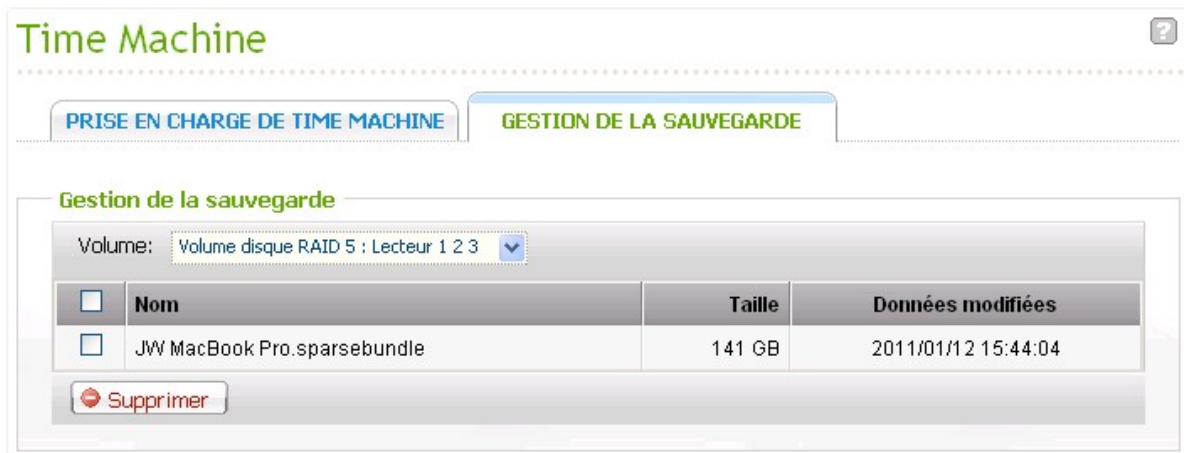 Time Machine
?
PRISE EN CHARGE DE TIME MACHINE
GESTION DE LA SAUVEGARDE
Gestion de la sauvegarde
Volume: Volume disque RAID 5 : Lecteur 1 2 3
Nom Taille Données modifiées
JW MacBook Pro.sparsebundle 141 GB 2011/01/12 15:44:04
Supprimer